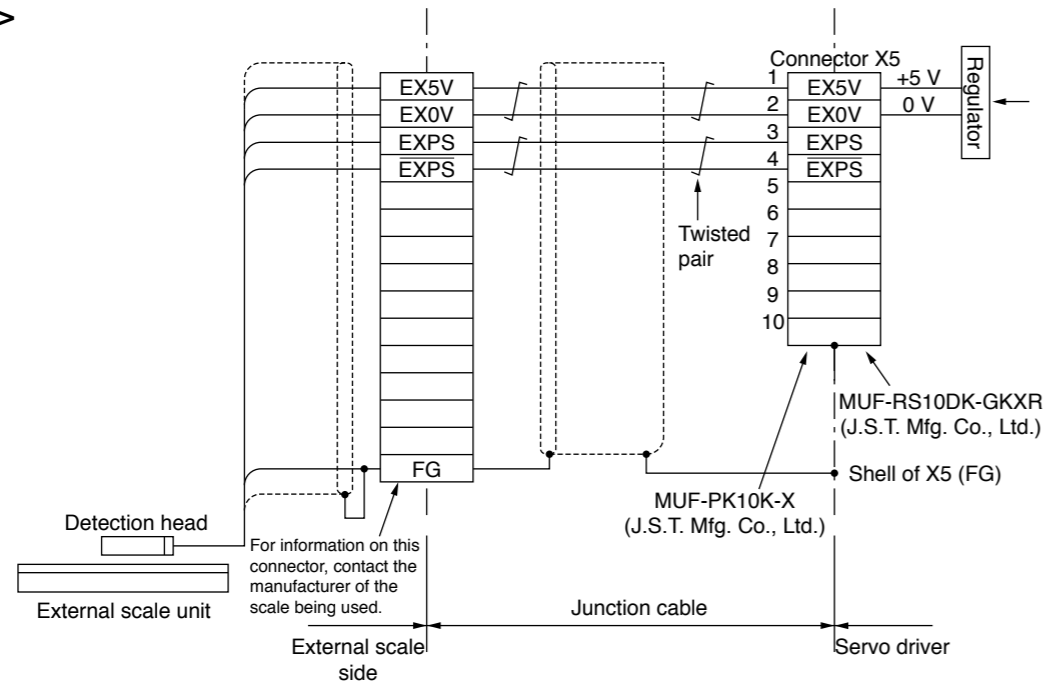 >
Connector X5
1
EX5V
EX5V
+5 V
2
EX0V
EX0V
0 V
Regulator
3
EXPS
EXPS
4
E̅X̅P̅S̅
E̅X̅P̅S̅
5
6
7
8
9
10
Twisted
pair
MUF-RS10DK-GKXR
(J.S.T. Mfg. Co., Ltd.)
FG
Shell of X5 (FG)
MUF-PK10K-X
(J.S.T. Mfg. Co., Ltd.)
Detection head
External scale unit
For information on this
connector, contact the
manufacturer of the
scale being used.
Junction cable
External scale
side
Servo driver